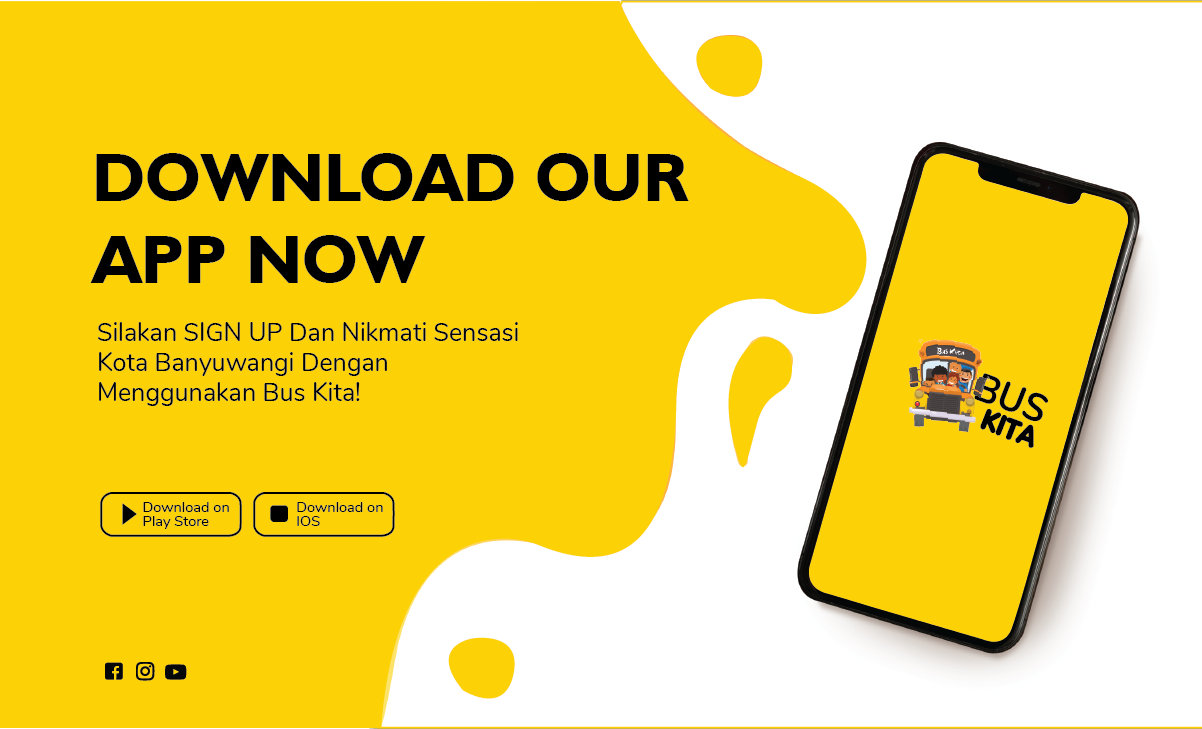 DOWNLOAD OUR
APP NOW
Silakan SIGN UP Dan Nikmati Sensasi
Kota Banyuwangi Dengan
Menggunakan Bus Kita!
Download on
Play Store
Download on
IOS
Bus Kita
BUS
KITA